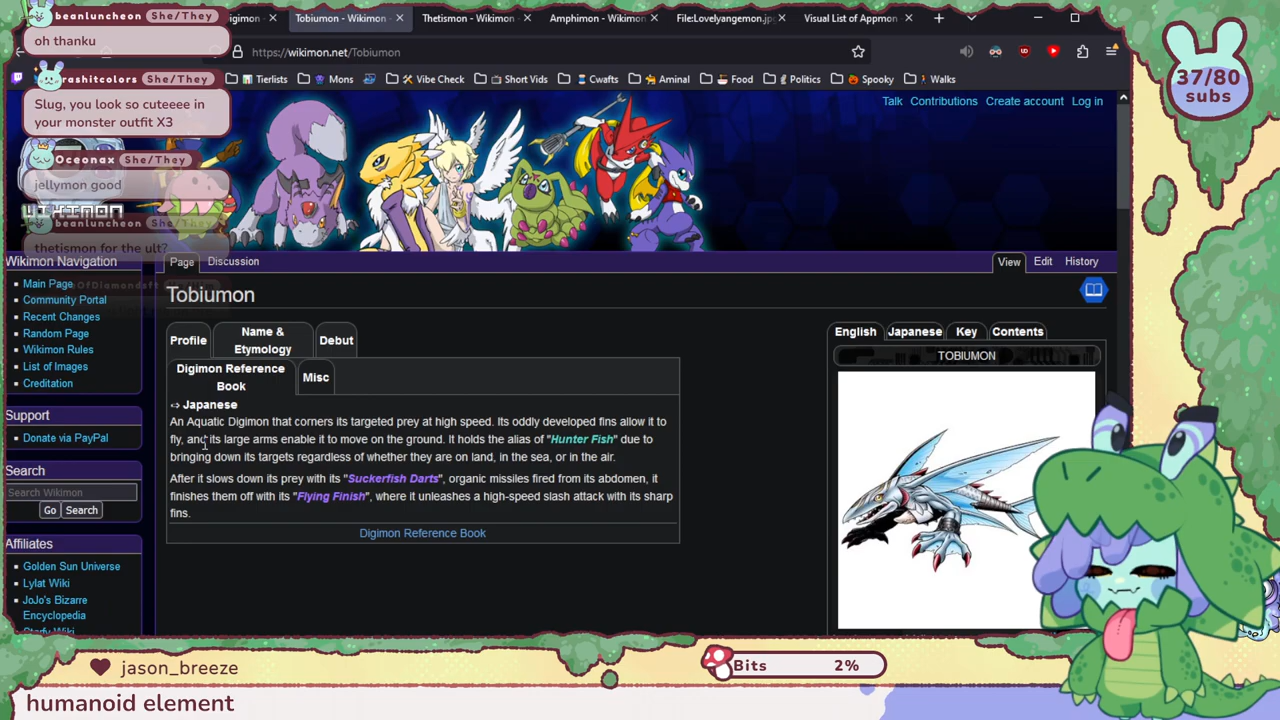 beanluncheon She/They
oh thanku
rashitcolors She/They
Slug, you look so cuteeee in
your monster outfit X3
Oceonax She/They
jellymon good
beanluncheon She/They
thetismon for the ult?
igimon - Wikimon
Tobiumon - Wikimon
Thetismon - Wikimon
Amphimon - Wikimon
File:Lovelyangemon.jp
Visual List of Appmon
https://wikimon.net/Tobiumon
Tierlists
Mons
Vibe Check
Short Vids
Cwafts
Aminal
Food
Politics
Spooky
Walks
37/80
subs
Talk Contributions Create account Log in
WIKIMON
Wikimon Navigation
Main Page
Community Portal
Recent Changes
Random Page
Wikimon Rules
List of Images
Creditation
Support
Donate via PayPal
Search
Search Wikimon
Go Search
Affiliates
Golden Sun Universe
Lylat Wiki
JoJo's Bizarre
Encyclopedia
Page Discussion
View Edit History
Tobiumon
Profile
Name &
Etymology
Debut
Digimon Reference
Book
Misc
⇨ Japanese
An Aquatic Digimon that corners its targeted prey at high speed. Its oddly developed fins allow it to
fly, and its large arms enable it to move on the ground. It holds the alias of "Hunter Fish" due to
bringing down its targets regardless of whether they are on land, in the sea, or in the air.
After it slows down its prey with its "Suckerfish Darts", organic missiles fired from its abdomen, it
finishes them off with its "Flying Finish", where it unleashes a high-speed slash attack with its sharp
fins.
Digimon Reference Book
English Japanese Key Contents
TOBIUMON
jason_breeze
Bits 2%
humanoid element